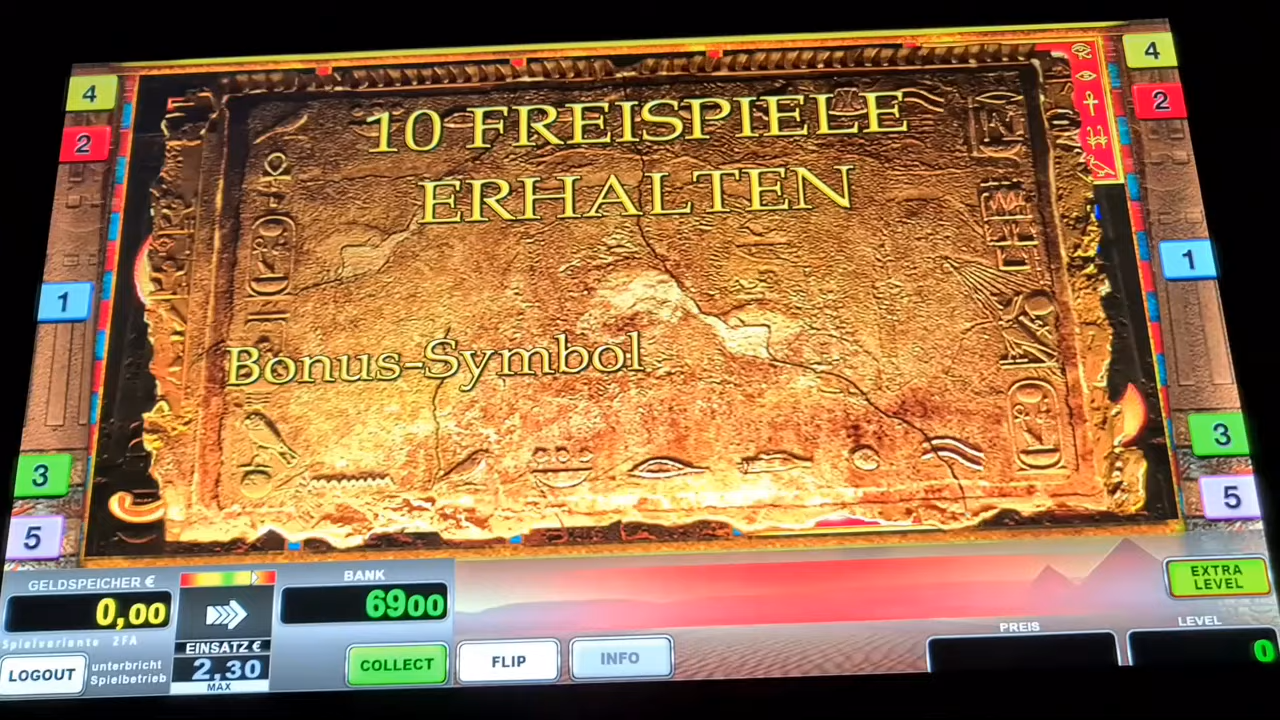 4
4
2
2
10 FREISPIELE
ERHALTEN
1
1
Bonus-Symbol
3
3
5
5
GELDSPEICHER €
BANK
EXTRA
LEVEL
0,00
6900
Spielvariante 2FA
EINSATZ €
PREIS
LEVEL
LOGOUT
unterbricht
Spielbetrieb
2,30
MAX
COLLECT
FLIP
INFO
0